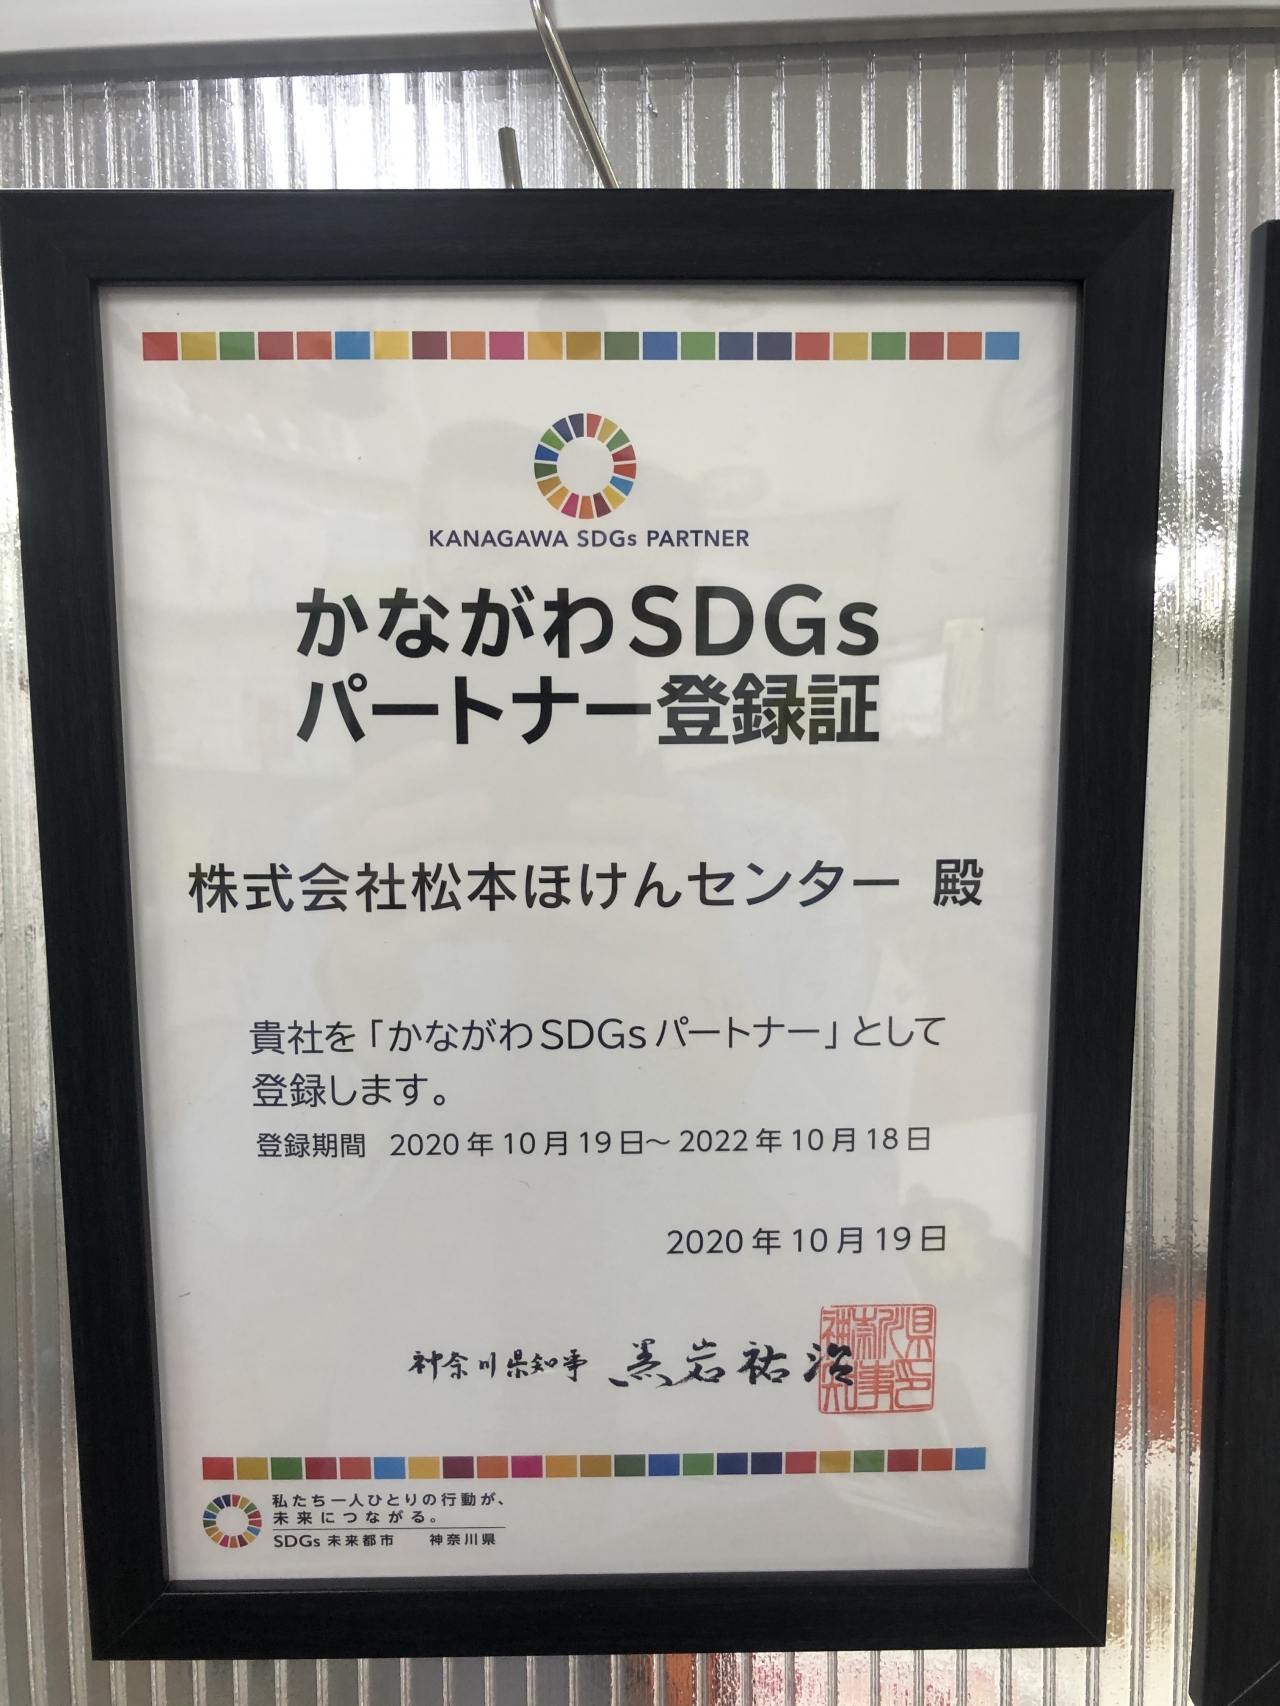 KANAGAWA SDGs PARTNER
かながわSDGs
パートナー登録証
株式会社松本ほけんセンター 殿
貴社を「かながわSDGsパートナー」として
登録します。
登録期間 2020年10月19日～2022年10月18日
2020年10月19日
神奈川県知事 黒岩祐治
私たち一人ひとりの行動が、
未来につながる。
SDGs未来都市 神奈川県